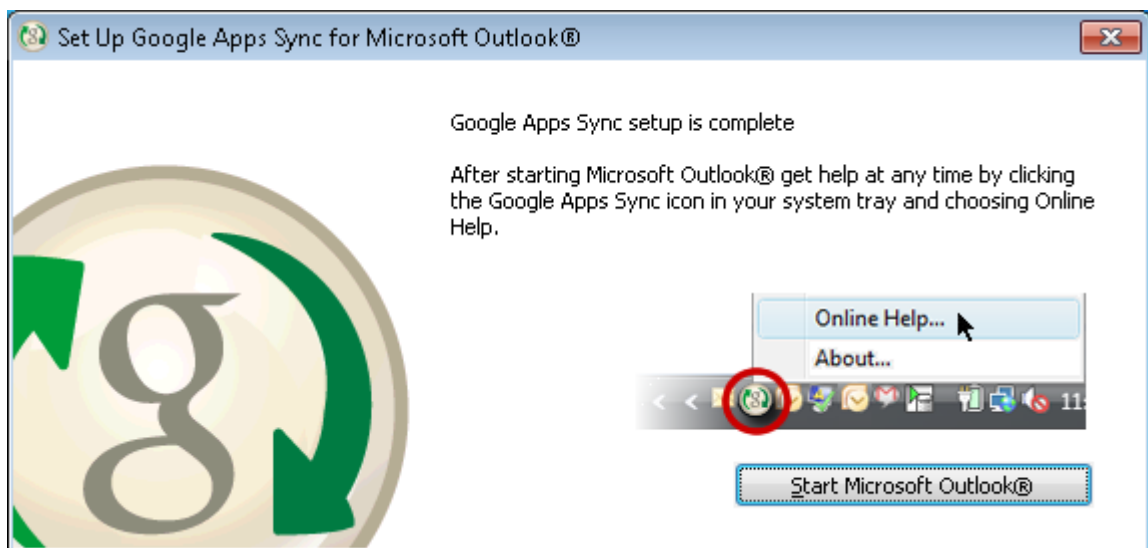 Set Up Google Apps Sync for Microsoft Outlook®
Google Apps Sync setup is complete
After starting Microsoft Outlook® get help at any time by clicking
the Google Apps Sync icon in your system tray and choosing Online
Help.
g
Online Help...
About...
11:
Start Microsoft Outlook®